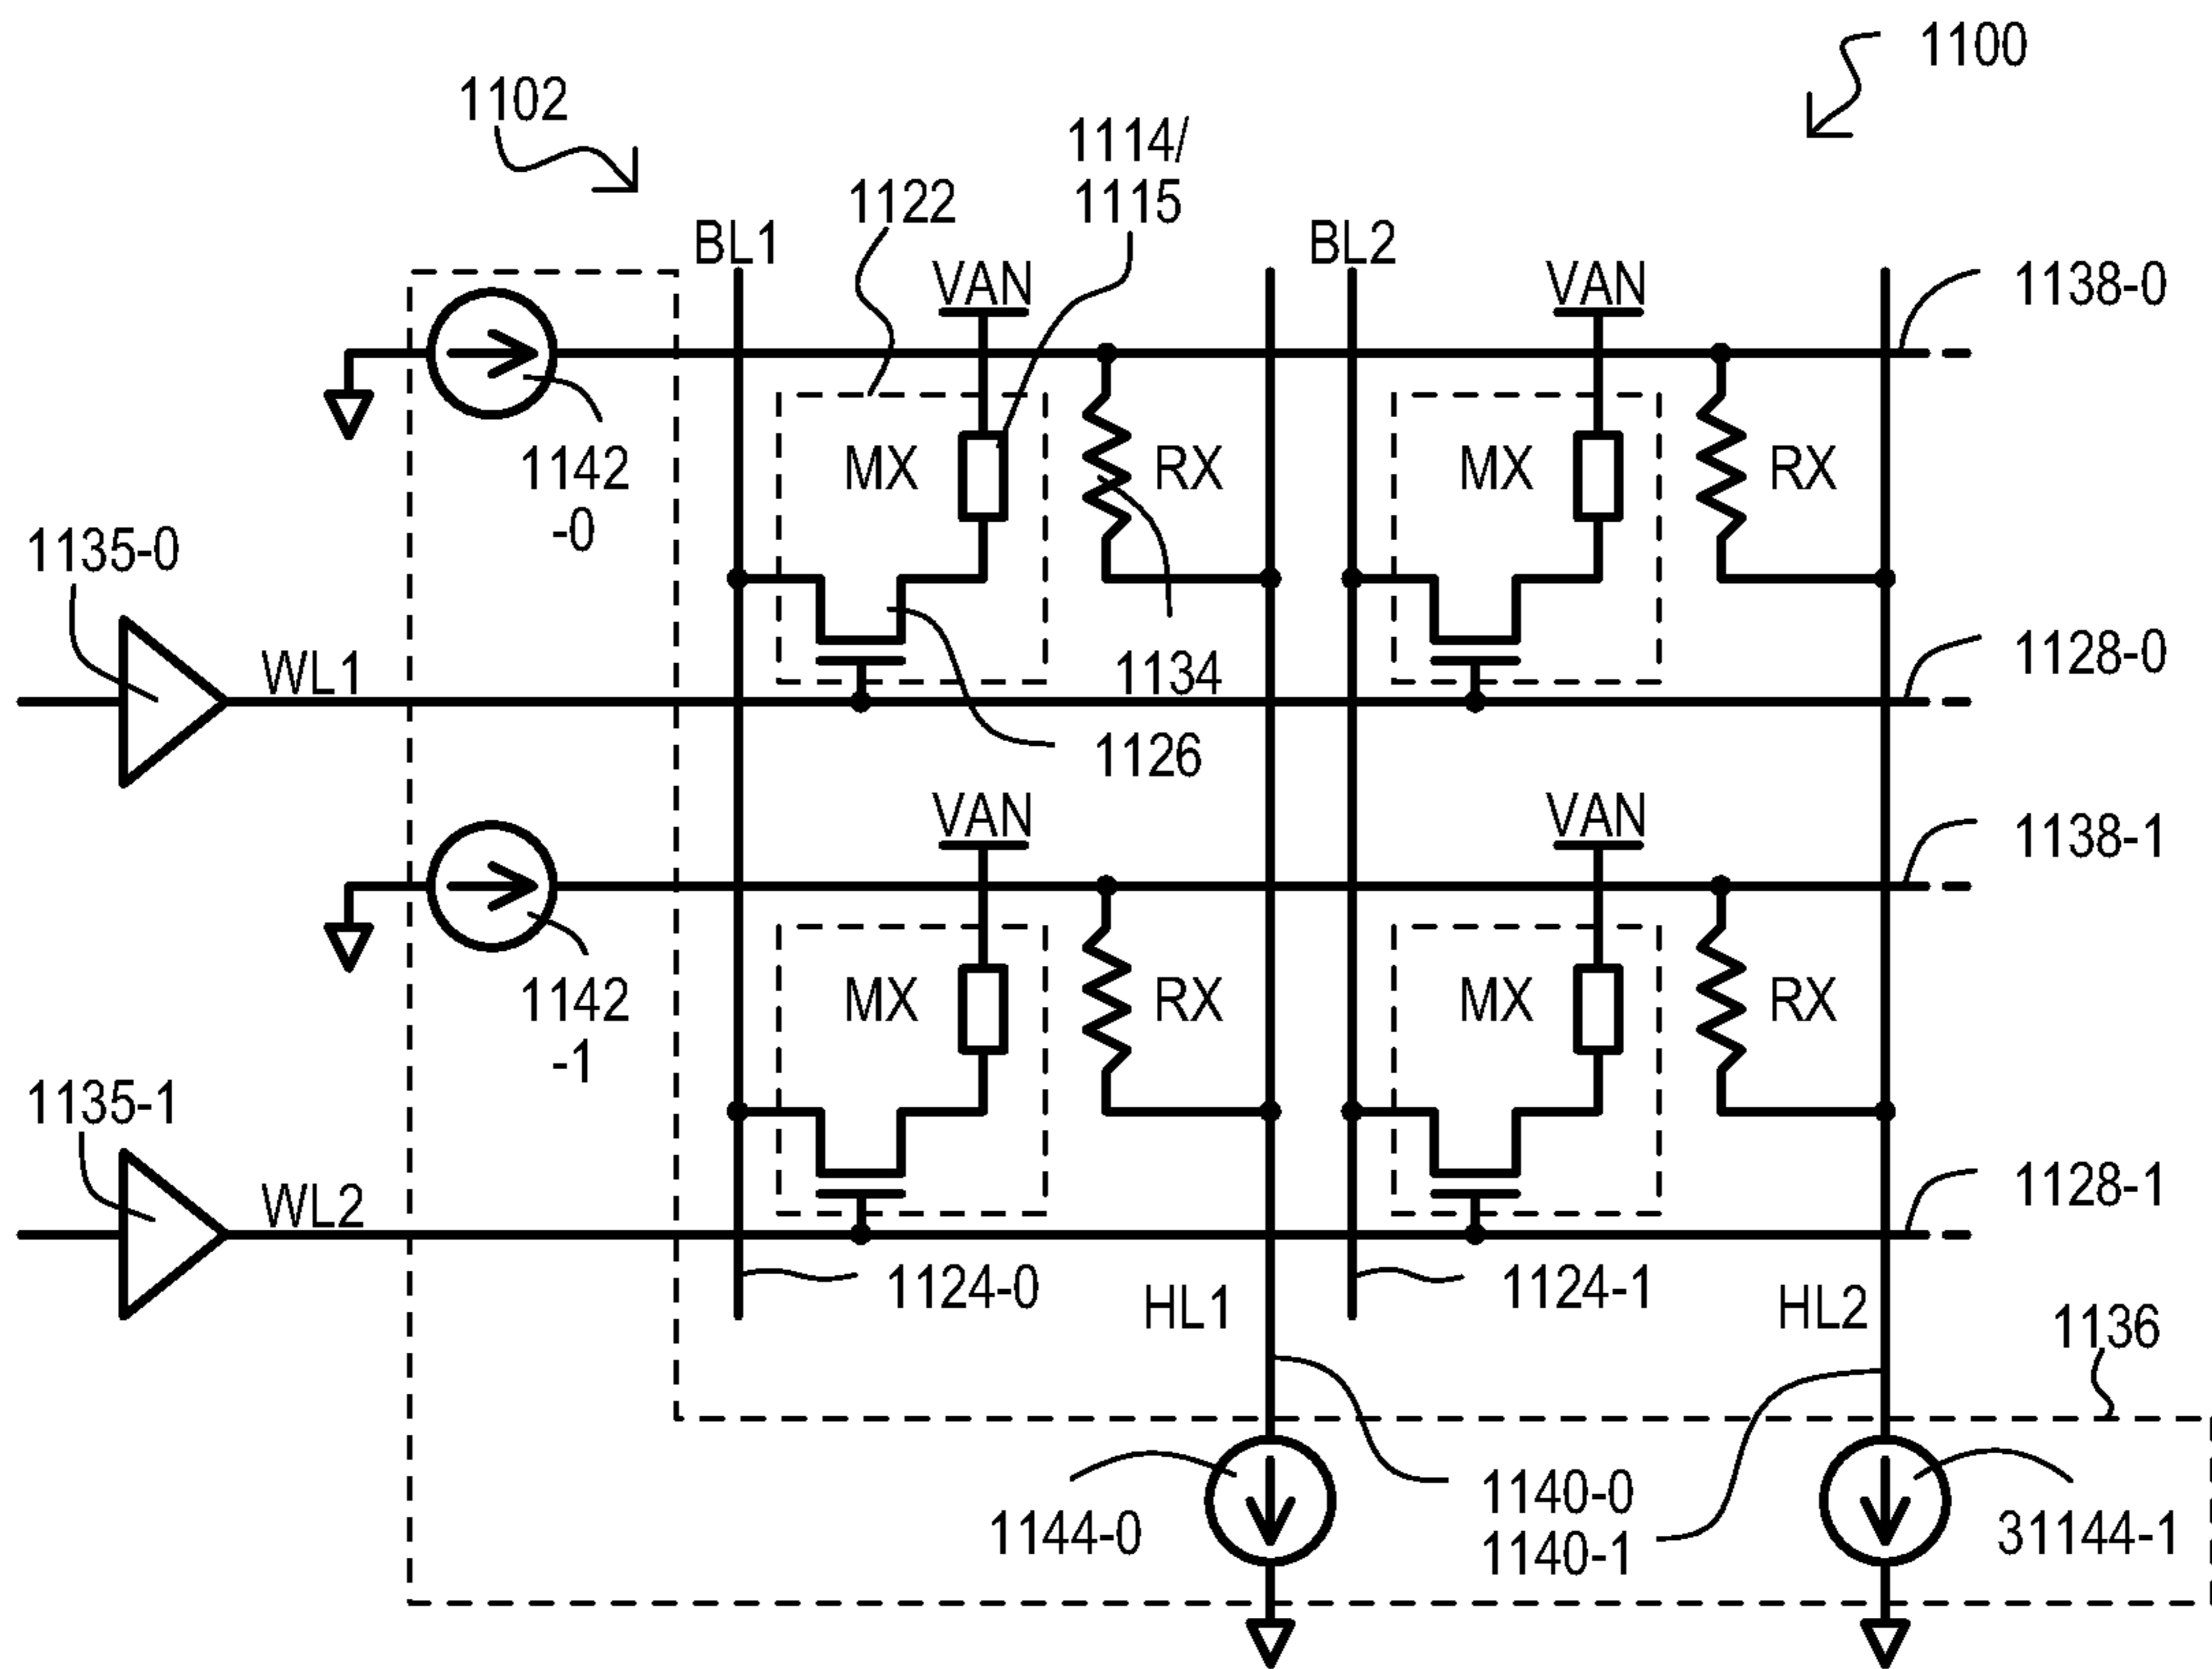 1100
1102
1114/
1115
1122
BL1
BL2
VAN
VAN
1138-0
MX
RX
MX
RX
1142
-0
1135-0
WL1
1134
1128-0
1126
VAN
VAN
1138-1
MX
RX
MX
RX
1142
-1
1135-1
WL2
1128-1
1124-0
HL1
1124-1
HL2
1136
1144-0
1140-0
1140-1
31144-1